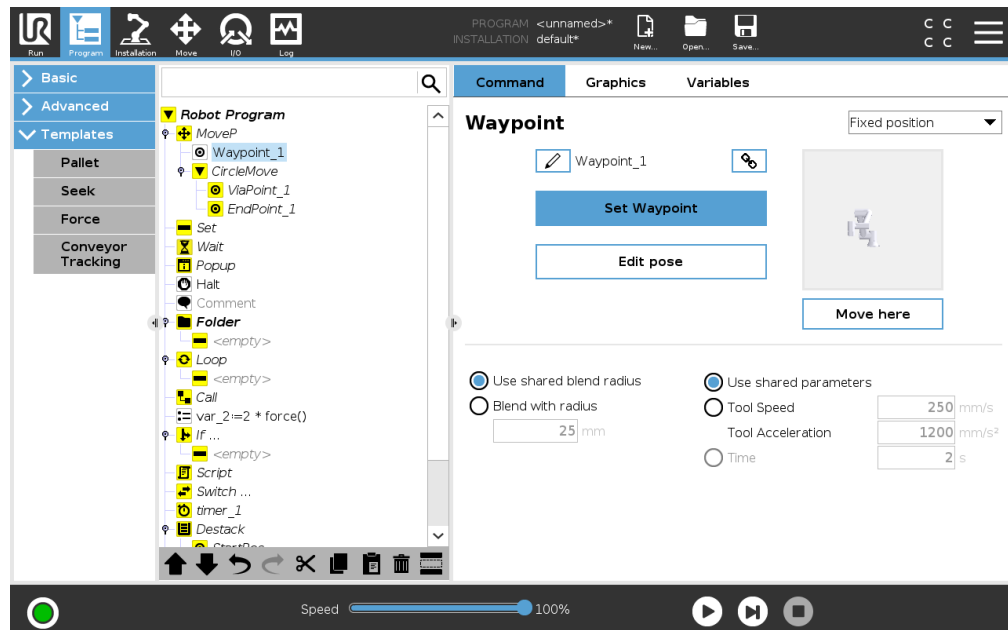 UR
PROGRAM <unnamed>*
INSTALLATION default*
C C
C C
Run
Program
Installation
Move
I/O
Log
New...
Open...
Save...
Basic
Advanced
Templates
Pallet
Seek
Force
Conveyor
Tracking
Robot Program
MoveP
Waypoint_1
CircleMove
ViaPoint_1
EndPoint_1
Set
Wait
Popup
Halt
Comment
Folder
<empty>
Loop
<empty>
Call
var_2:=2 * force()
If ...
<empty>
Script
Switch ...
timer_1
Destack
Command
Graphics
Variables
Waypoint
Fixed position
Waypoint_1
Set Waypoint
Edit pose
Move here
Use shared blend radius
Blend with radius
25 mm
Use shared parameters
Tool Speed 250 mm/s
Tool Acceleration 1200 mm/s²
Time 2 s
Speed 100%